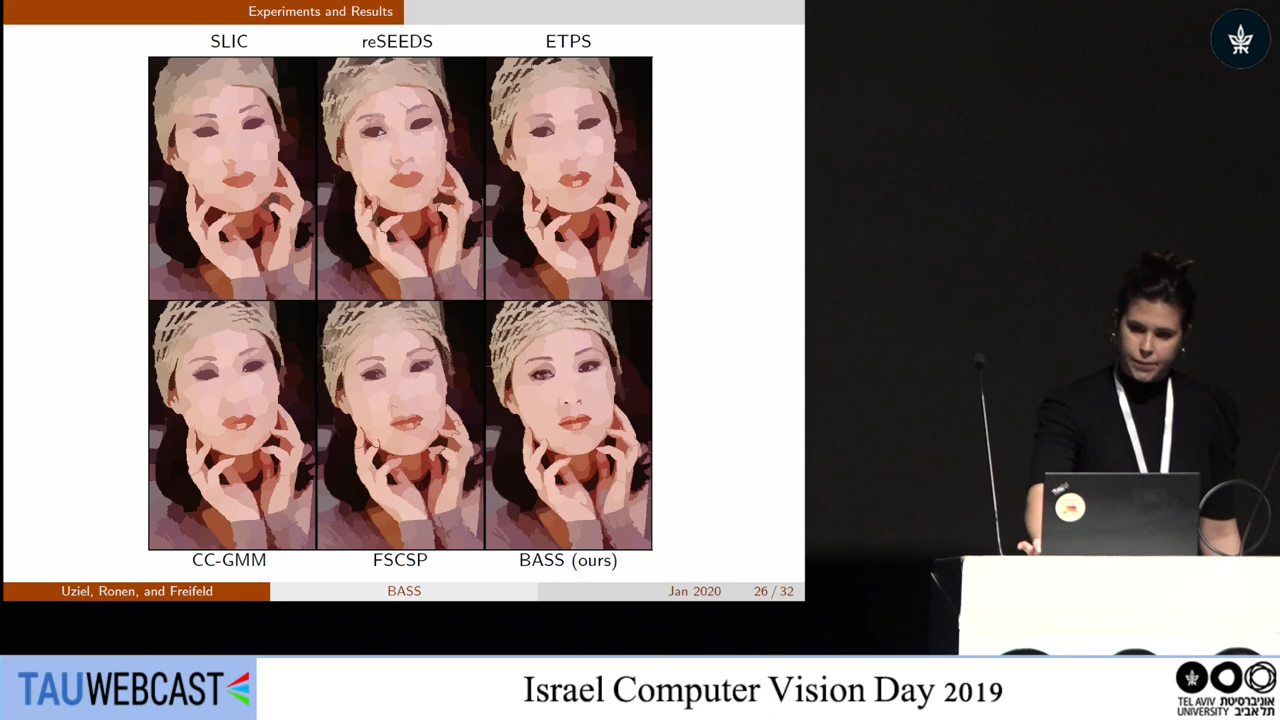 Experiments and Results
SLIC reSEEDS ETPS
CC-GMM FSCSP BASS (ours)
Uziel, Ronen, and Freifeld BASS Jan 2020 26 / 32
TAUWEBCAST
Israel Computer Vision Day 2019
TEL AVIV אוניברסיטת
UNIVERSITY תל אביב